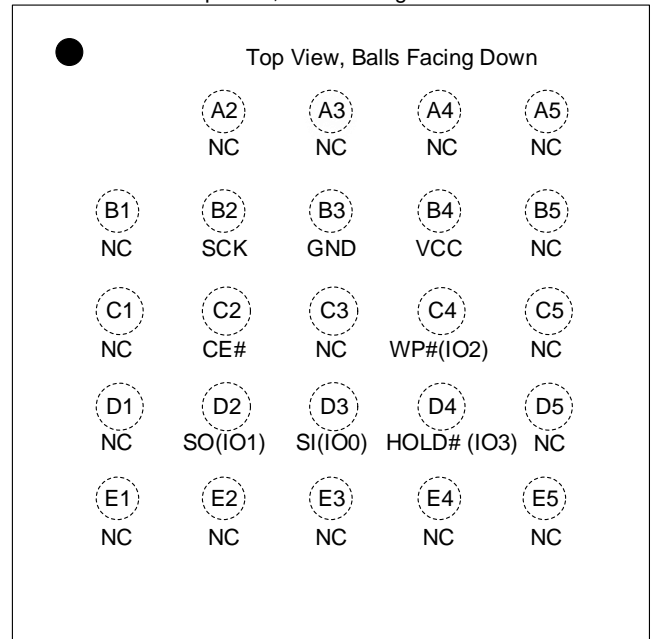 Top View, Balls Facing Down
A2 A3 A4 A5
NC NC NC NC
B1 B2 B3 B4 B5
NC SCK GND VCC NC
C1 C2 C3 C4 C5
NC CE# NC WP#(IO2) NC
D1 D2 D3 D4 D5
NC SO(IO1) SI(IO0) HOLD# (IO3) NC
E1 E2 E3 E4 E5
NC NC NC NC NC